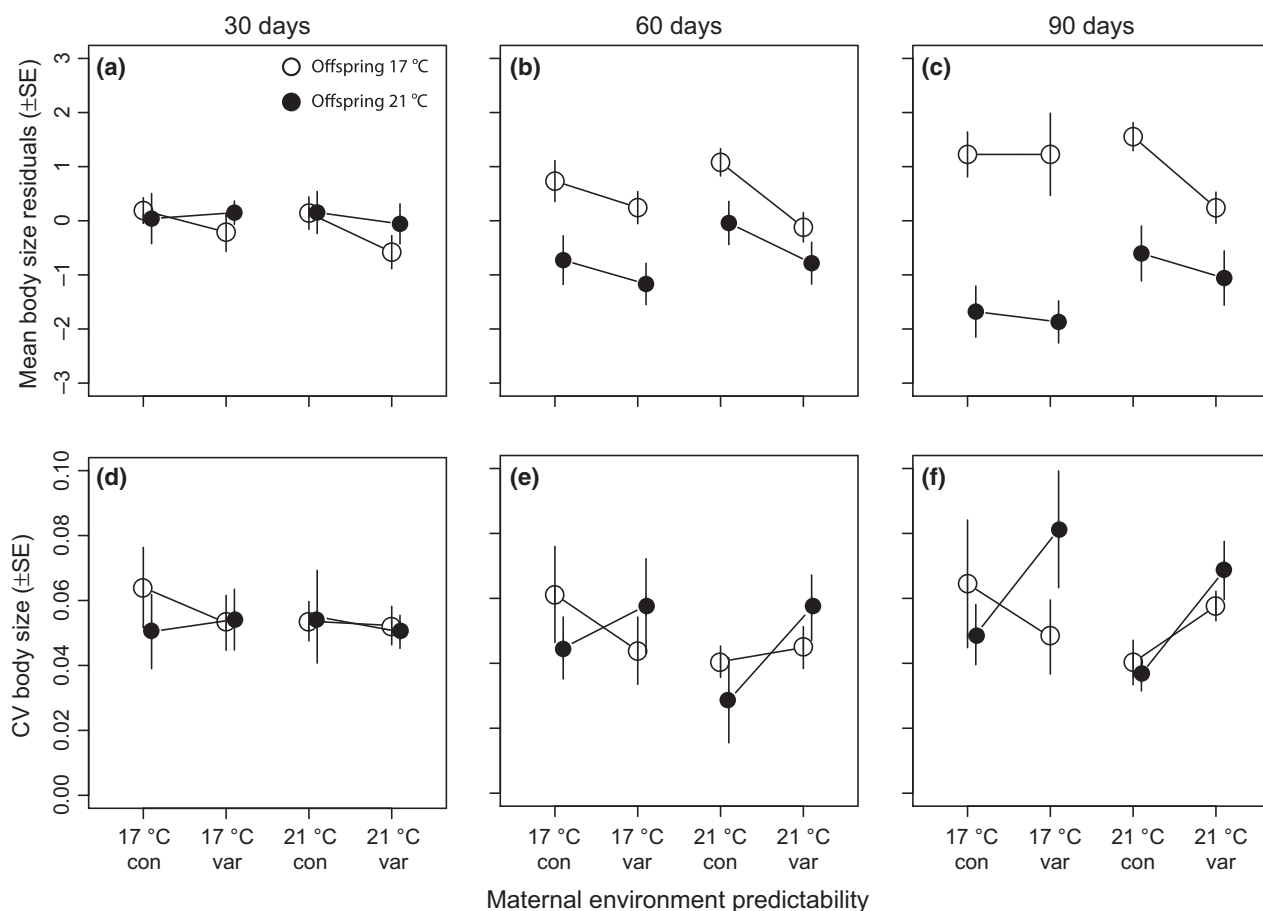 30 days
60 days
90 days
Mean body size residuals (±SE)
3
2
1
0
−1
−2
−3
(a)
Offspring 17 °C
Offspring 21 °C
(b)
(c)
CV body size (±SE)
0.10
0.08
0.06
0.04
0.02
0.00
(d)
(e)
(f)
17 °C con
17 °C var
21 °C con
21 °C var
17 °C con
17 °C var
21 °C con
21 °C var
17 °C con
17 °C var
21 °C con
21 °C var
Maternal environment predictability